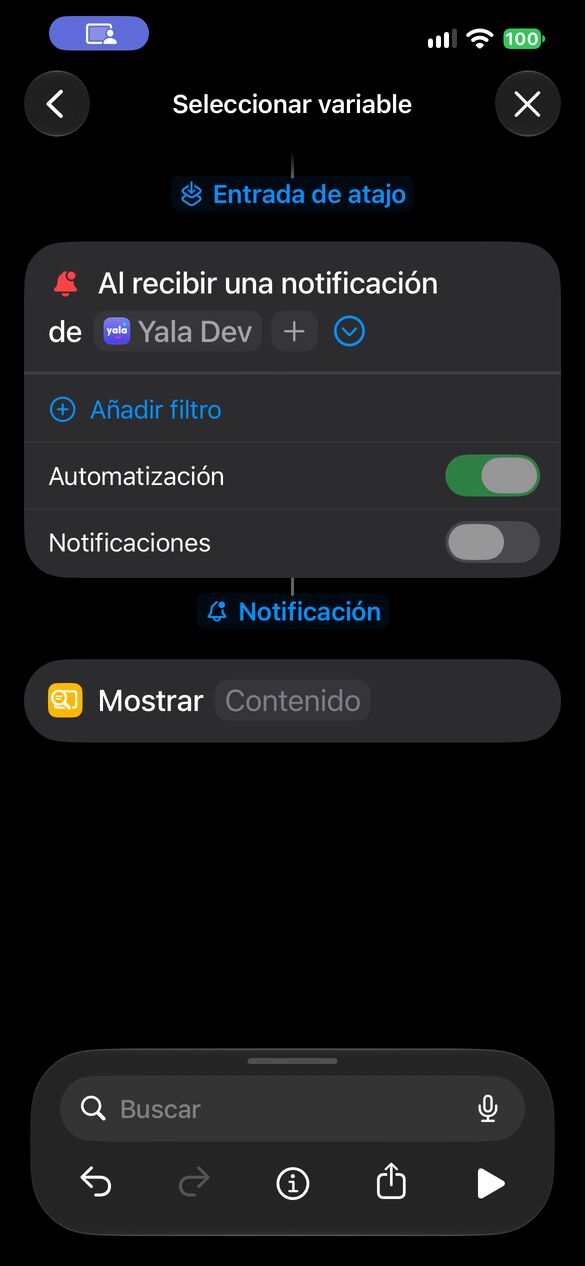 100
Seleccionar variable
Entrada de atajo
Al recibir una notificación
de yala Yala Dev
Añadir filtro
Automatización
Notificaciones
Notificación
Mostrar Contenido
Buscar